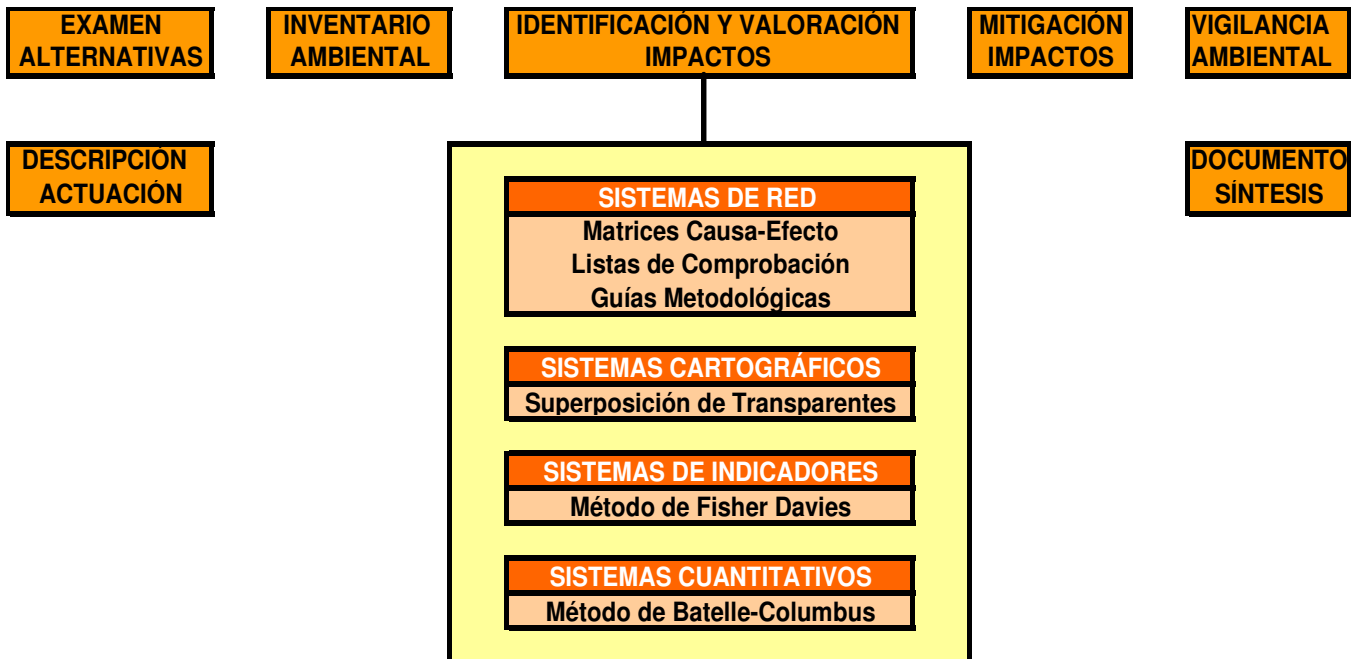 EXAMEN
ALTERNATIVAS
INVENTARIO
AMBIENTAL
IDENTIFICACIÓN Y VALORACIÓN
IMPACTOS
MITIGACIÓN
IMPACTOS
VIGILANCIA
AMBIENTAL
DESCRIPCIÓN
ACTUACIÓN
DOCUMENTO
SÍNTESIS
SISTEMAS DE RED
Matrices Causa-Efecto
Listas de Comprobación
Guías Metodológicas
SISTEMAS CARTOGRÁFICOS
Superposición de Transparentes
SISTEMAS DE INDICADORES
Método de Fisher Davies
SISTEMAS CUANTITATIVOS
Método de Batelle-Columbus